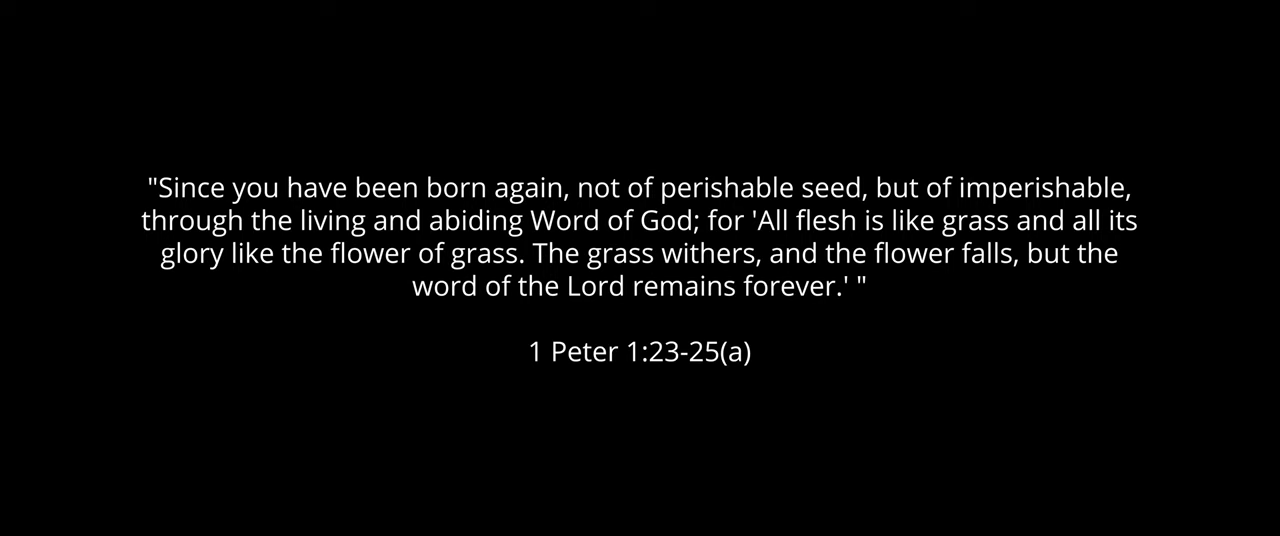 "Since you have been born again, not of perishable seed, but of imperishable,
through the living and abiding Word of God; for 'All flesh is like grass and all its
glory like the flower of grass. The grass withers, and the flower falls, but the
word of the Lord remains forever.' "
1 Peter 1:23-25(a)